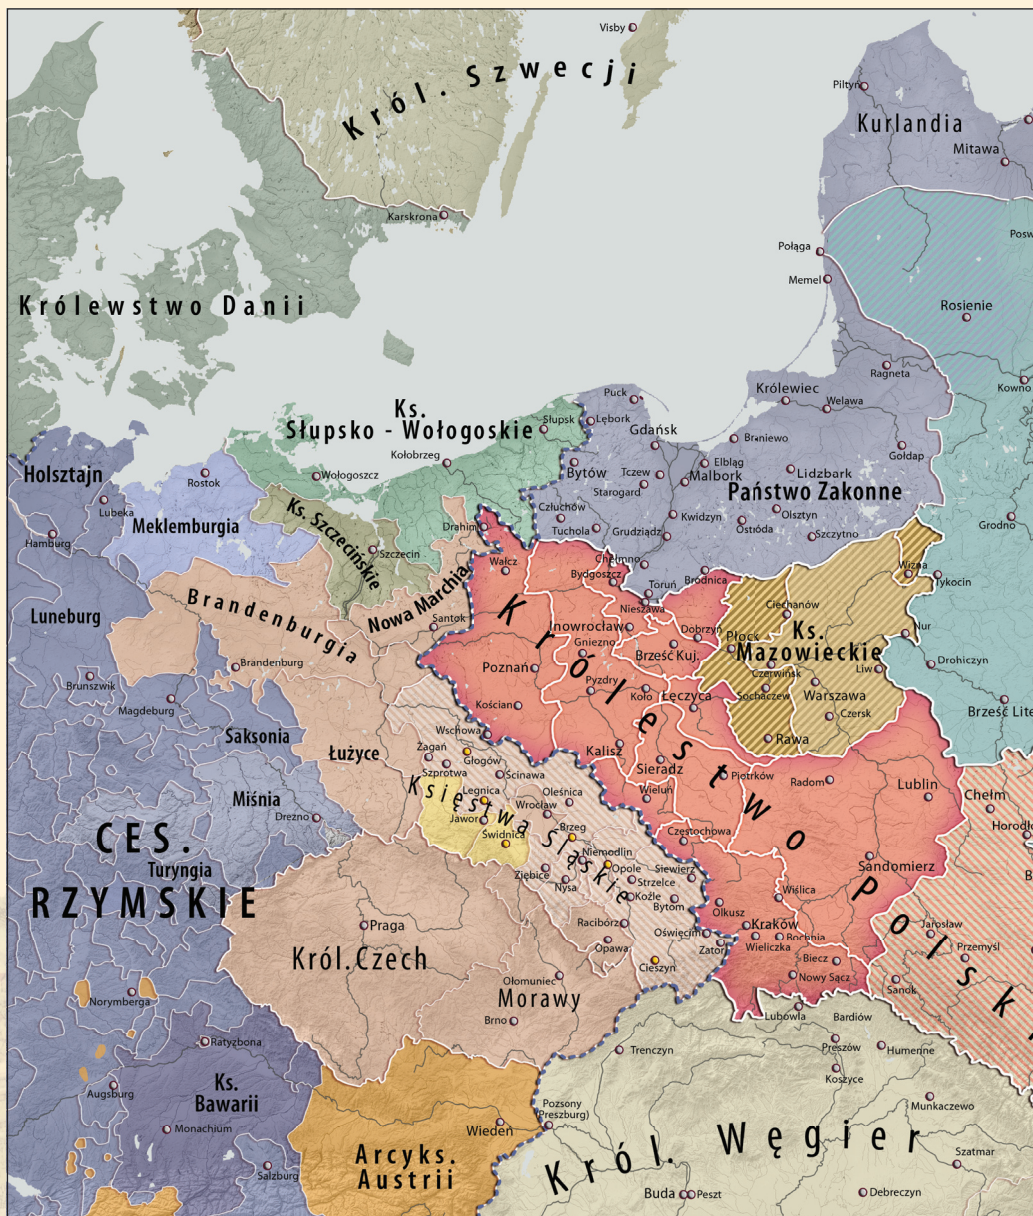 Visby
Król. Szwecji
Piltyń
Kurlandia
Mitawa
Karskrona
Połąga
Posw
Memel
Królewstwo Danii
Rosienie
Ragneta
Kowno
Królewiec
Welawa
Puck
Ks.
Słupsko - Wołogoskie
Słupsk
Lębork
Gdańsk
Braniewo
Gołdap
Holsztajn
Rostok
Wołogoszcz
Kołobrzeg
Bytów
Tczew
Elbląg
Malbork
Lidzbark
Starogard
Państwo Zakonne
Lubeka
Meklemburgia
Ks. Szczecińskie
Drahim
Człuchów
Kwidzyn
Olsztyn
Grodno
Hamburg
Tuchola
Grudziądz
Ostróda
Szczytno
Szczecin
Wałcz
Chełmno
Bydgoszcz
Brodnica
Wizna
Tykocin
Toruń
Luneburg
Brandenburgia
Nowa Marchia
Nieszawa
Ciechanów
Santok
Inowrocław
Dobrzyń
Płock
Ks.
Mazowieckie
Nur
Gniezno
Brześć Kuj.
Brandenburg
Poznań
Czerwińsk
Liw
Drohiczyn
Brunszwik
Pyzdry
Koło
Łęczyca
Sochaczew
Warszawa
Magdeburg
Kościan
Czersk
Brześć Lite
Saksonia
Wschowa
Rawa
Łużyce
Żagań
Głogów
Kalisz
Szprotwa
Ścinawa
Sieradz
Piotrków
Radom
Lublin
Chełm
Miśnia
Legnica
Oleśnica
Wieluń
Wrocław
Księstwa śląskie
Drezno
Jawor
Świdnica
Brzeg
Częstochowa
Horodło
CES.
RZYMSKIE
Turyngia
Niemodlin
Opole
Siewierz
Sandomierz
Ziębice
Nysa
Strzelce
Koźle
Bytom
Wiślica
Królestwo Polsk
Olkusz
Racibórz
Kraków
Praga
Opawa
Oświęcim
Zator
Wieliczka
Bochnia
Jarosław
Przemyśl
Król. Czech
Cieszyn
Biecz
Nowy Sącz
Sanok
Ołomuniec
Morawy
Norymberga
Brno
Lubowla
Bardiów
Ratyzbona
Trenczyn
Preszów
Humenne
Koszyce
Ks.
Bawarii
Augsburg
Pozsony
(Preszburg)
Munkaczewo
Monachium
Wiedeń
Król. Węgier
Arcyks.
Austrii
Szatmar
Salzburg
Buda
Peszt
Debreczyn